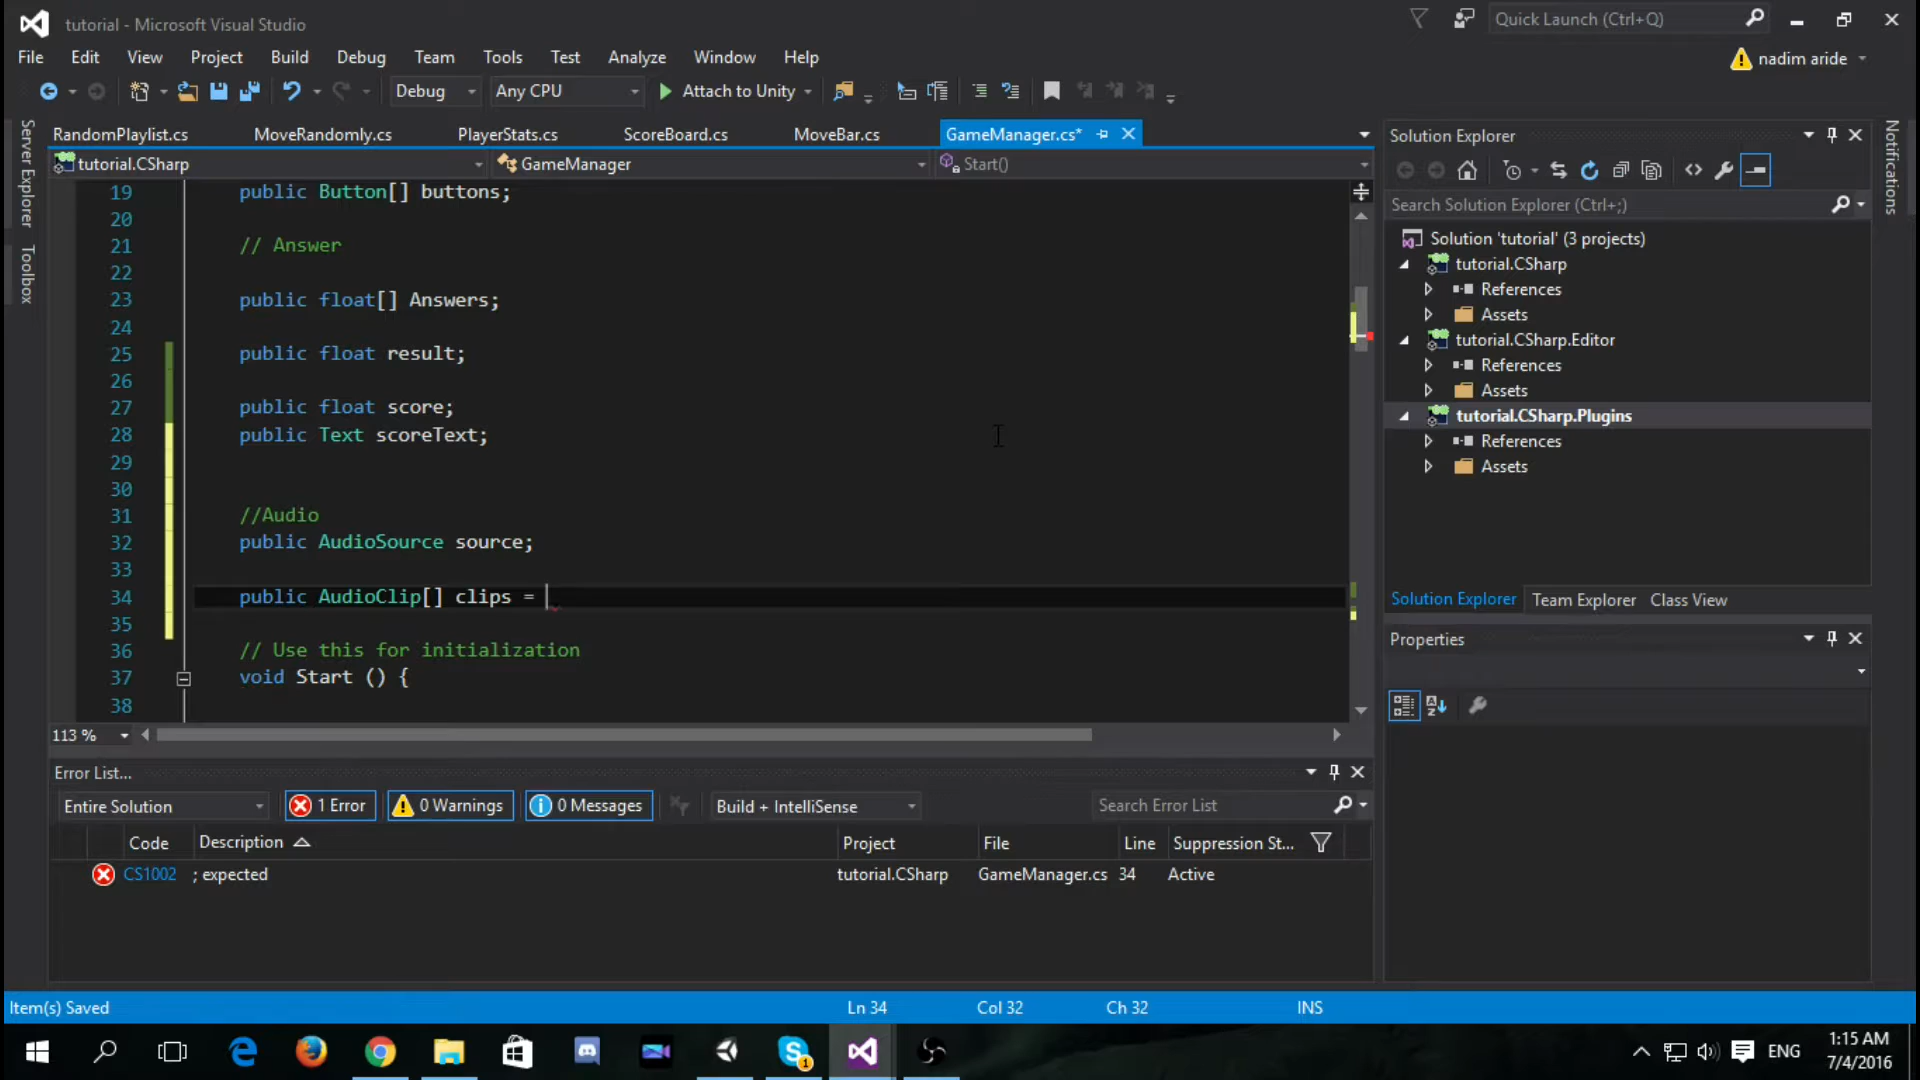 tutorial - Microsoft Visual Studio
Quick Launch (Ctrl+Q)
File Edit View Project Build Debug Team Tools Test Analyze Window Help
nadim aride
Debug Any CPU Attach to Unity
RandomPlaylist.cs MoveRandomly.cs PlayerStats.cs ScoreBoard.cs MoveBar.cs GameManager.cs*
tutorial.CSharp GameManager Start()
Server Explorer
Toolbox
19 public Button[] buttons;
20
21 // Answer
22
23 public float[] Answers;
24
25 public float result;
26
27 public float score;
28 public Text scoreText;
29
30
31 //Audio
32 public AudioSource source;
33
34 public AudioClip[] clips =
35
36 // Use this for initialization
37 void Start () {
38
113 %
Solution Explorer
Search Solution Explorer (Ctrl+;)
Solution 'tutorial' (3 projects)
tutorial.CSharp
References
Assets
tutorial.CSharp.Editor
References
Assets
tutorial.CSharp.Plugins
References
Assets
Solution Explorer Team Explorer Class View
Properties
Notifications
Error List...
Entire Solution 1 Error 0 Warnings 0 Messages Build + IntelliSense Search Error List
Code Description Project File Line Suppression St...
CS1002 ; expected tutorial.CSharp GameManager.cs 34 Active
Item(s) Saved Ln 34 Col 32 Ch 32 INS
ENG
1:15 AM
7/4/2016